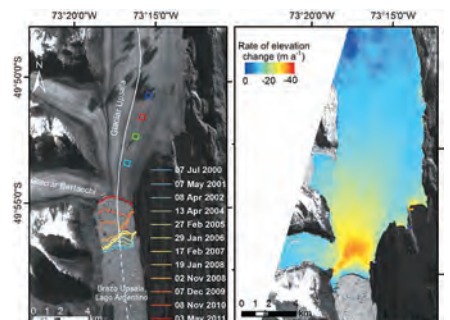 73°20'0"W 73°15'0"W
73°20'0"W 73°15'0"W
49°50'0"S
49°55'0"S
N
Glaciar Upsala
Glaciar Bertacchi
Brazo Upsala
Lago Argentino
07 Jul 2000
07 May 2001
08 Apr 2002
13 Apr 2004
27 Feb 2005
29 Jan 2006
17 Feb 2007
19 Jan 2008
02 Nov 2008
07 Dec 2009
08 Nov 2010
03 May 2011
0 1 2 4
Rate of elevation
change (m a⁻¹)
0 -20 -40
0 1 2 4
km